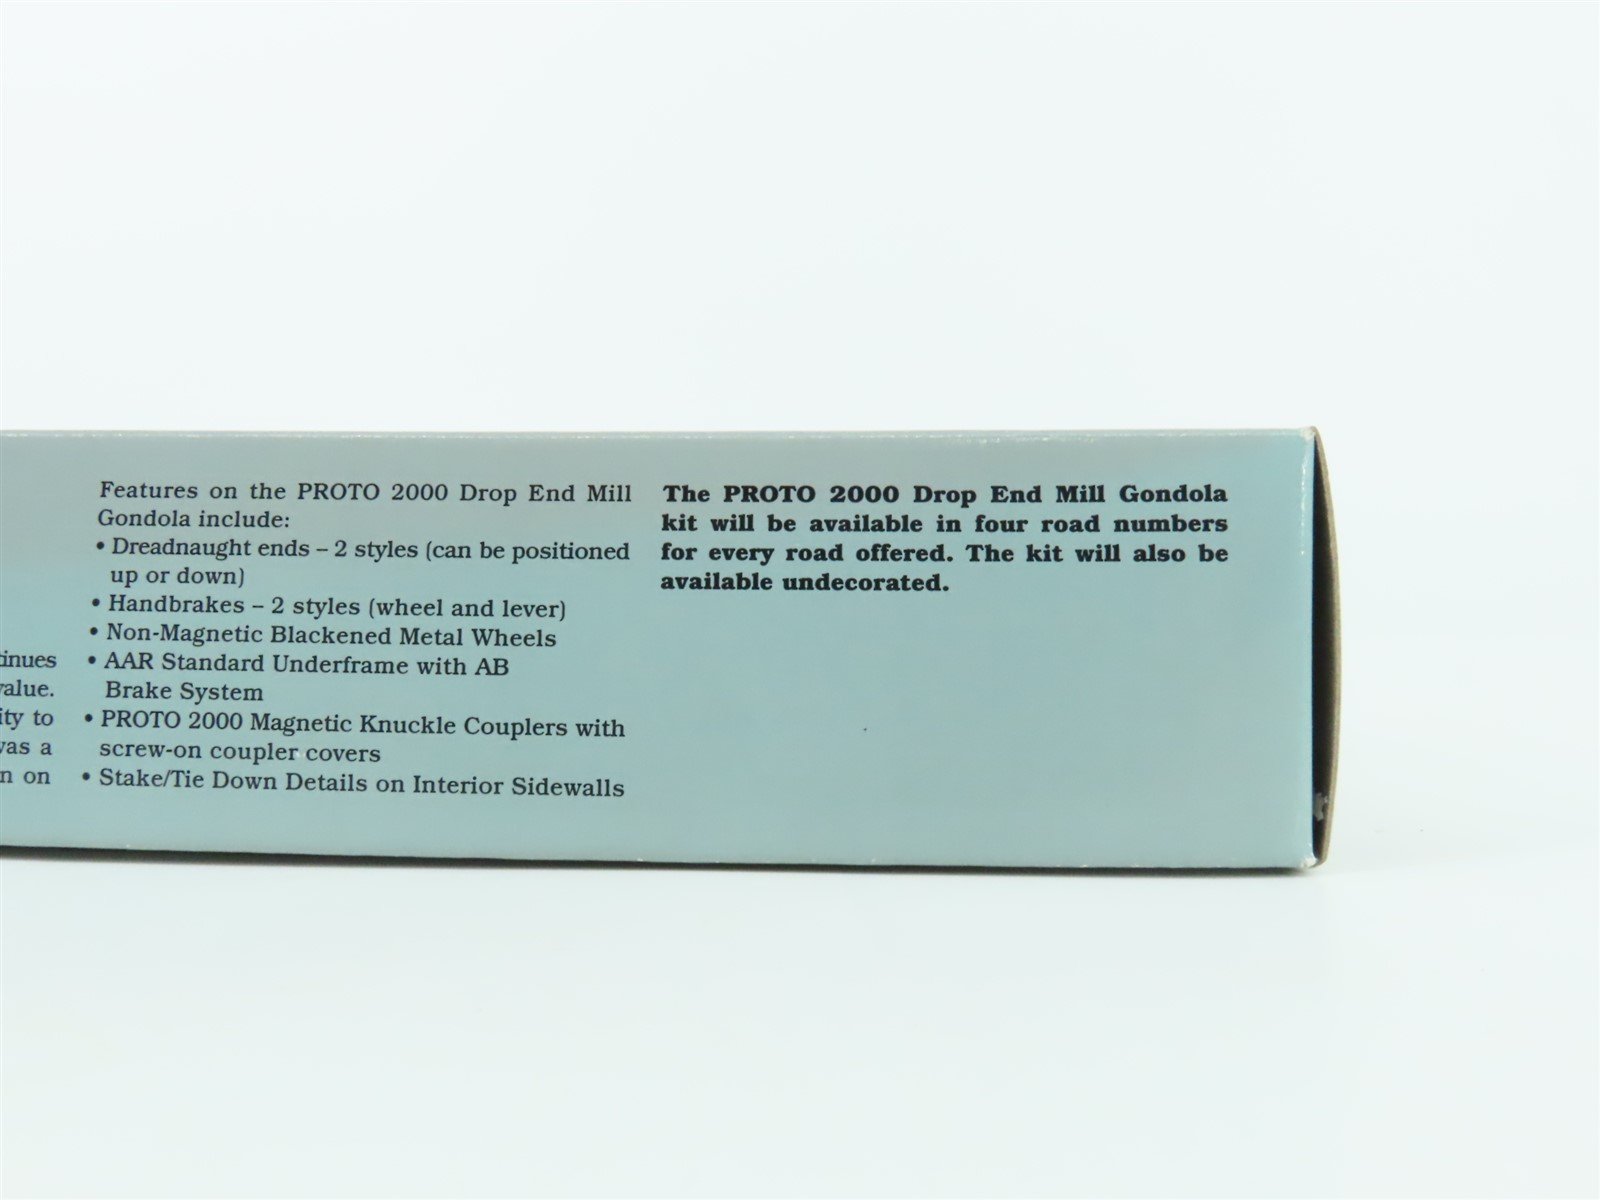 value.
ity to
was a
n on
Features on the PROTO 2000 Drop End Mill
Gondola include:
• Dreadnaught ends – 2 styles (can be positioned
up or down)
• Handbrakes – 2 styles (wheel and lever)
• Non-Magnetic Blackened Metal Wheels
• AAR Standard Underframe with AB
Brake System
• PROTO 2000 Magnetic Knuckle Couplers with
screw-on coupler covers
• Stake/Tie Down Details on Interior Sidewalls
The PROTO 2000 Drop End Mill Gondola
kit will be available in four road numbers
for every road offered. The kit will also be
available undecorated.